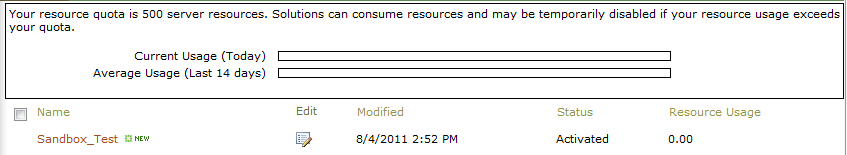 Your resource quota is 500 server resources. Solutions can consume resources and may be temporarily disabled if your resource usage exceeds
your quota.
Current Usage (Today)
Average Usage (Last 14 days)
Name Edit Modified Status Resource Usage
Sandbox_Test NEW 8/4/2011 2:52 PM Activated 0.00